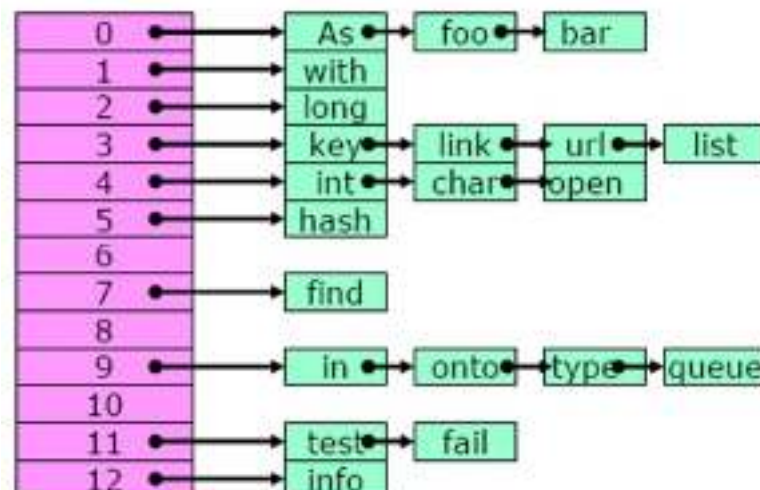 0 As foo bar
1 with
2 long
3 key link url list
4 int char open
5 hash
6
7 find
8
9 in onto type queue
10
11 test fail
12 info